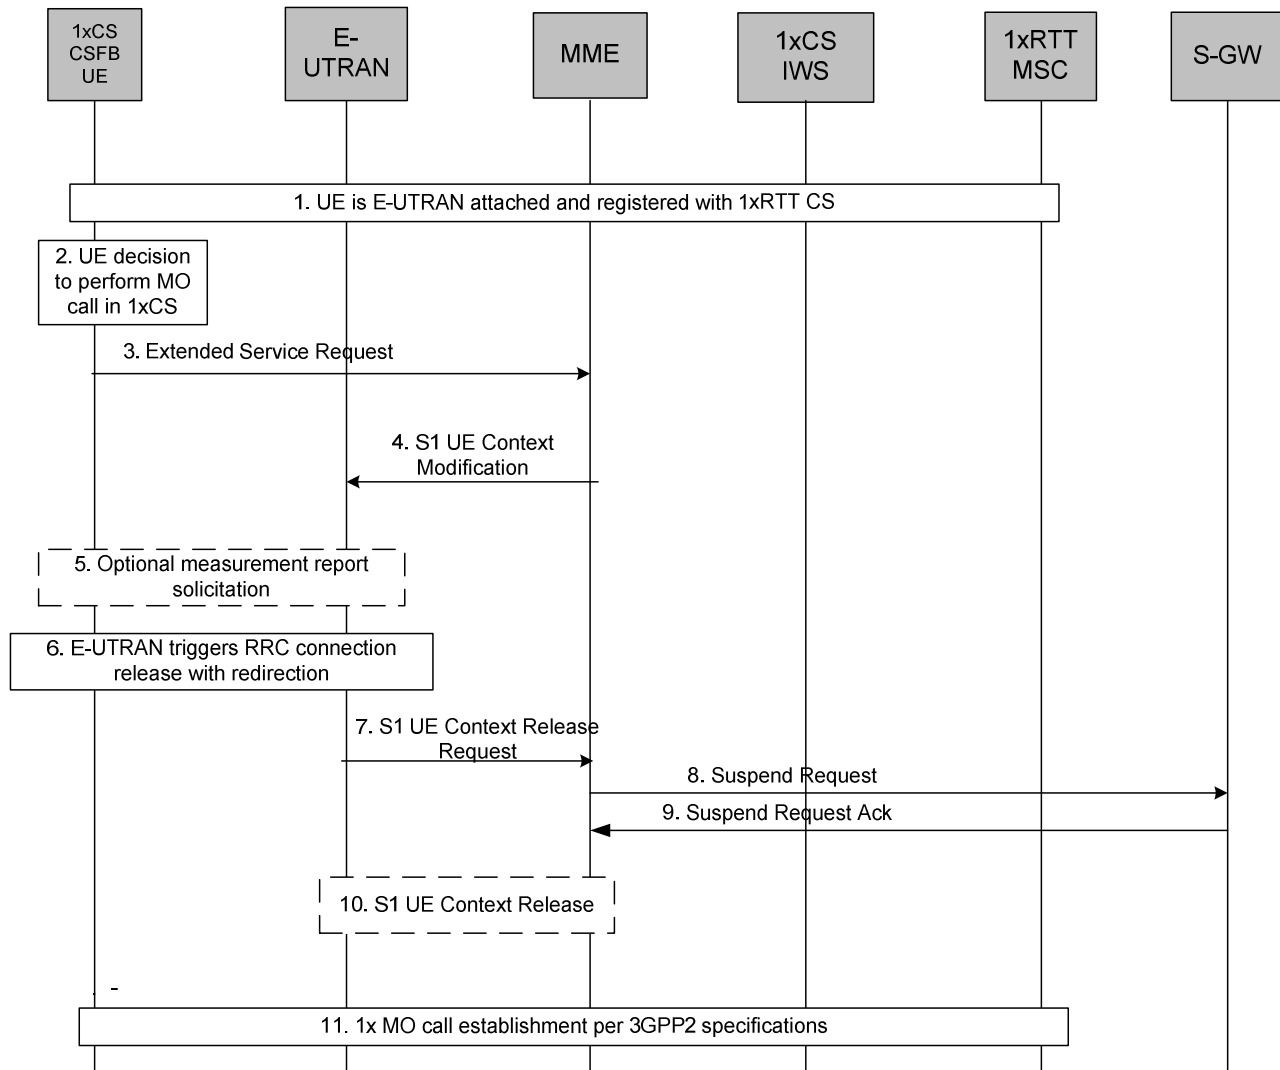 1xCS
CSFB
UE
E-
UTRAN
MME
1xCS
IWS
1xRTT
MSC
S-GW
1. UE is E-UTRAN attached and registered with 1xRTT CS
2. UE decision
to perform MO
call in 1xCS
3. Extended Service Request
4. S1 UE Context
Modification
5. Optional measurement report
solicitation
6. E-UTRAN triggers RRC connection
release with redirection
7. S1 UE Context Release
Request
8. Suspend Request
9. Suspend Request Ack
10. S1 UE Context Release
. -
11. 1x MO call establishment per 3GPP2 specifications